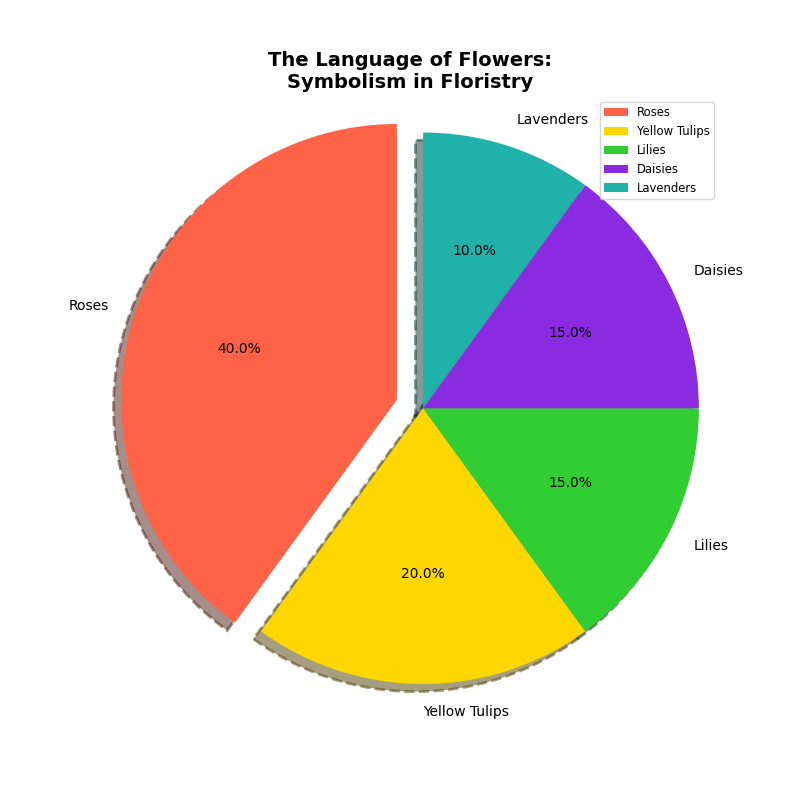 The Language of Flowers:
Symbolism in Floristry
Lavenders
Roses
Yellow Tulips
Lilies
Daisies
Lavenders
10.0%
Daisies
Roses
15.0%
40.0%
15.0%
Lilies
20.0%
Yellow Tulips